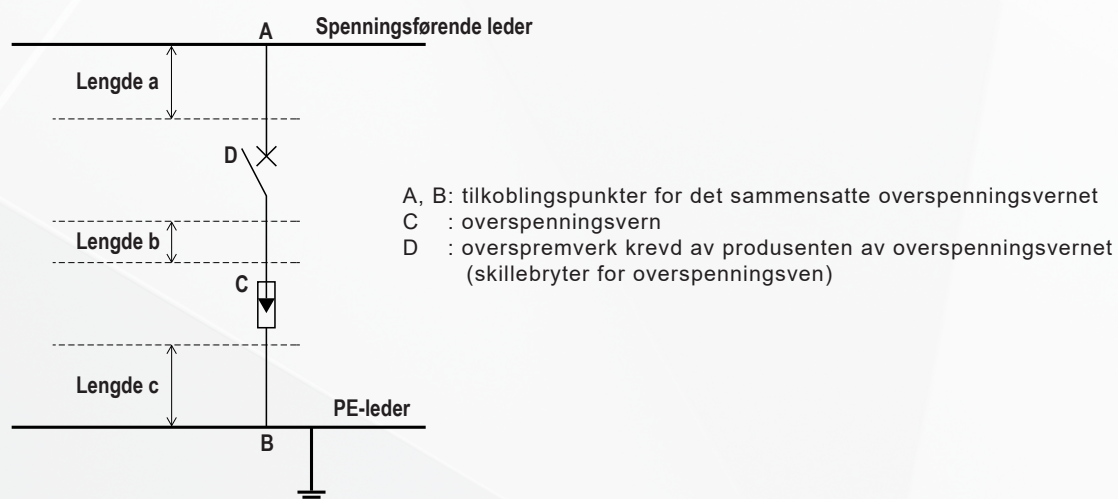 A
Spenningsførende leder
Lengde a
D
A, B: tilkoblingspunkter for det sammensatte overspenningsvernet
C : overspenningsvern
D : overspremverk krevd av produsenten av overspenningsvernet
(skillebryter for overspenningsven)
Lengde b
C
Lengde c
PE-leder
B